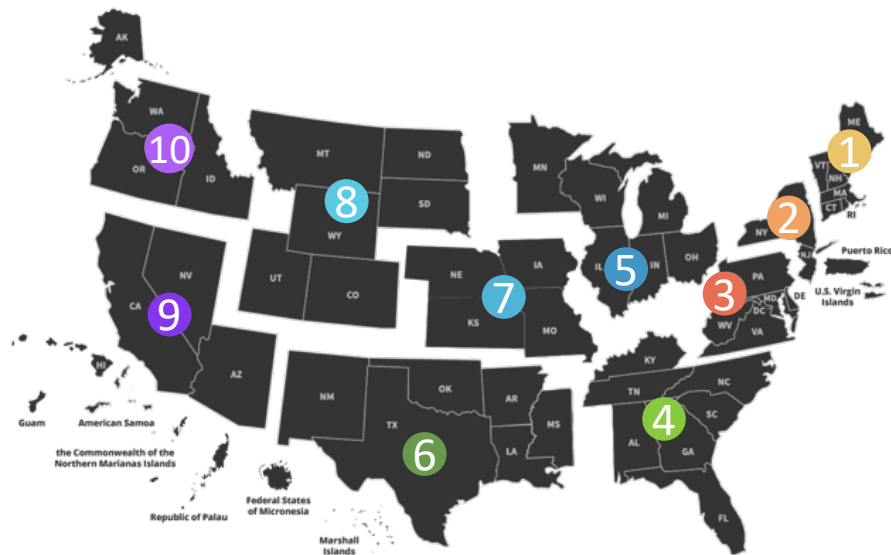 AK
WA
ME
10
MT
ND
MN
1
VT
NH
OR
ID
WI
MA
8
SD
MI
CT
RI
2
NY
WY
NV
Puerto Rico
NJ
OH
UT
NE
IA
IL
5
IN
PA
CO
7
3
DE
U.S. Virgin
Islands
CA
9
MD
DC
KS
MO
WV
VA
KY
HI
AZ
OK
TN
NC
NM
AR
TX
4
SC
Guam
American Samoa
MS
AL
6
LA
GA
the Commonwealth of the
Northern Marianas Islands
Federal States
of Micronesia
Republic of Palau
FL
Marshall
Islands